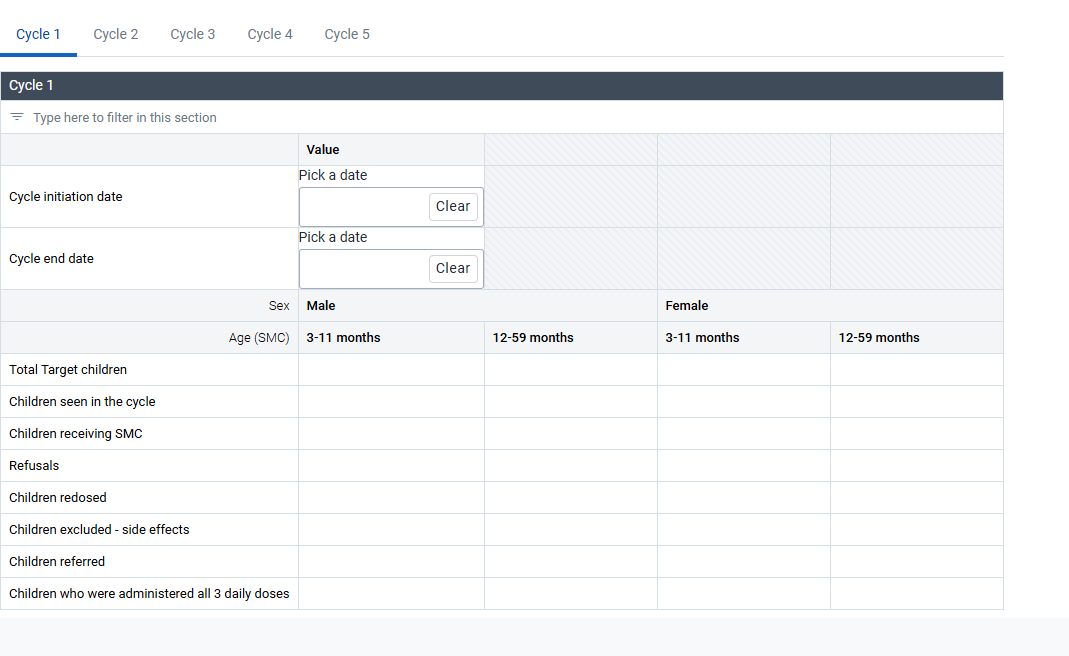 Cycle 1 Cycle 2 Cycle 3 Cycle 4 Cycle 5
Cycle 1
Type here to filter in this section
Value
Pick a date
Cycle initiation date
Clear
Pick a date
Cycle end date
Clear
Sex Male Female
Age (SMC) 3-11 months 12-59 months 3-11 months 12-59 months
Total Target children
Children seen in the cycle
Children receiving SMC
Refusals
Children redosed
Children excluded - side effects
Children referred
Children who were administered all 3 daily doses